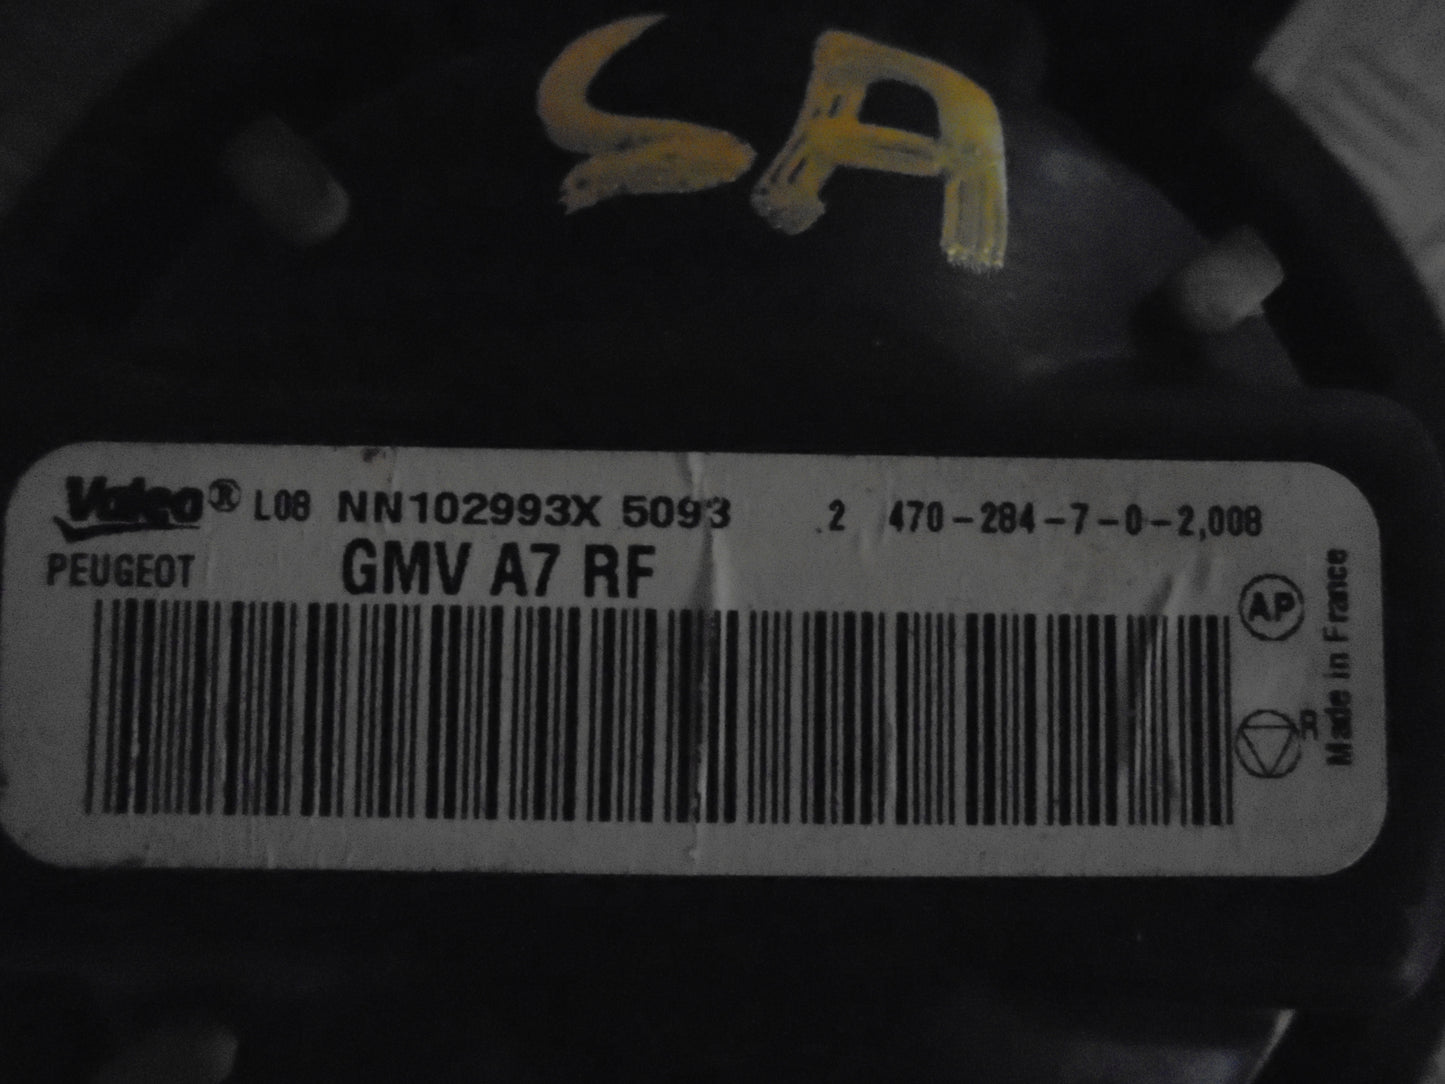 SA
Valeo® L08 NN102993X 5093 2 470-284-7-0-2,008
PEUGEOT GMV A7 RF
AP
R
Made in France